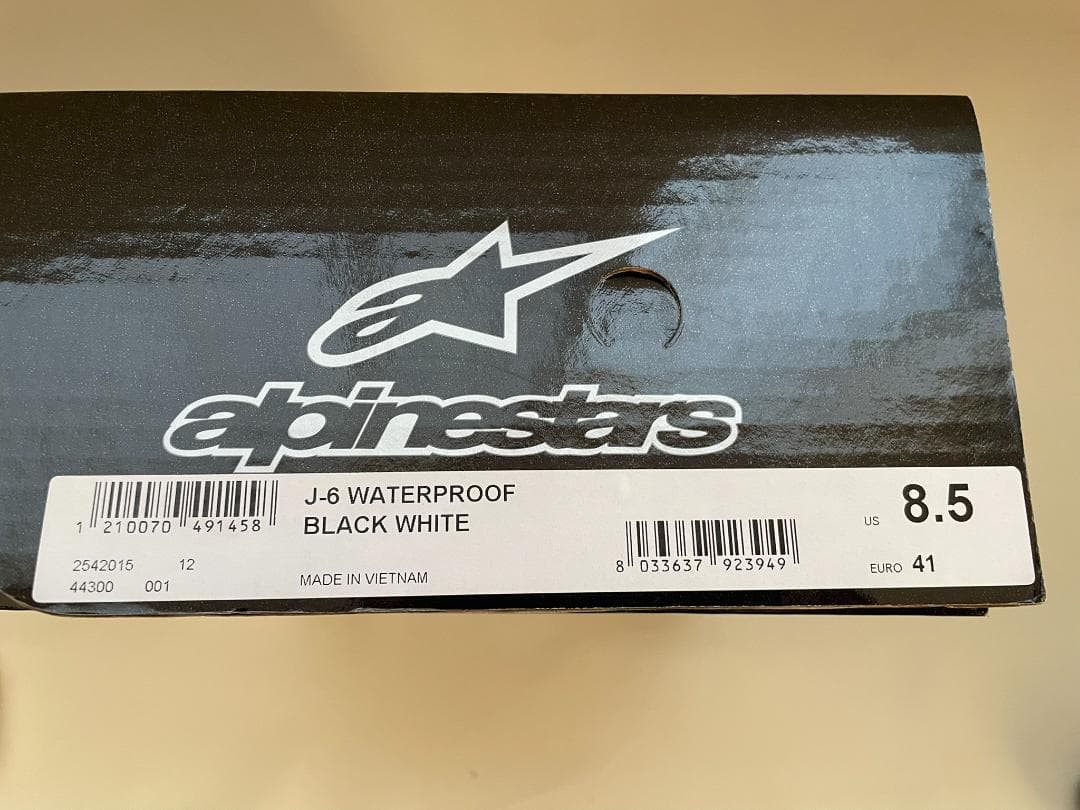 alpinestars
J-6 WATERPROOF
BLACK WHITE
1 210070 491458
2542015 12
44300 001
MADE IN VIETNAM
8 033637 923949
US 8.5
EURO 41